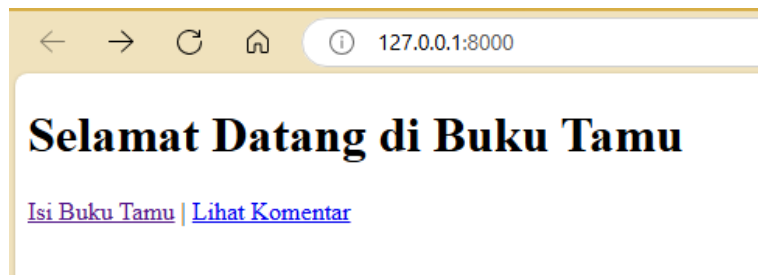 127.0.0.1:8000
Selamat Datang di Buku Tamu
Isi Buku Tamu | Lihat Komentar